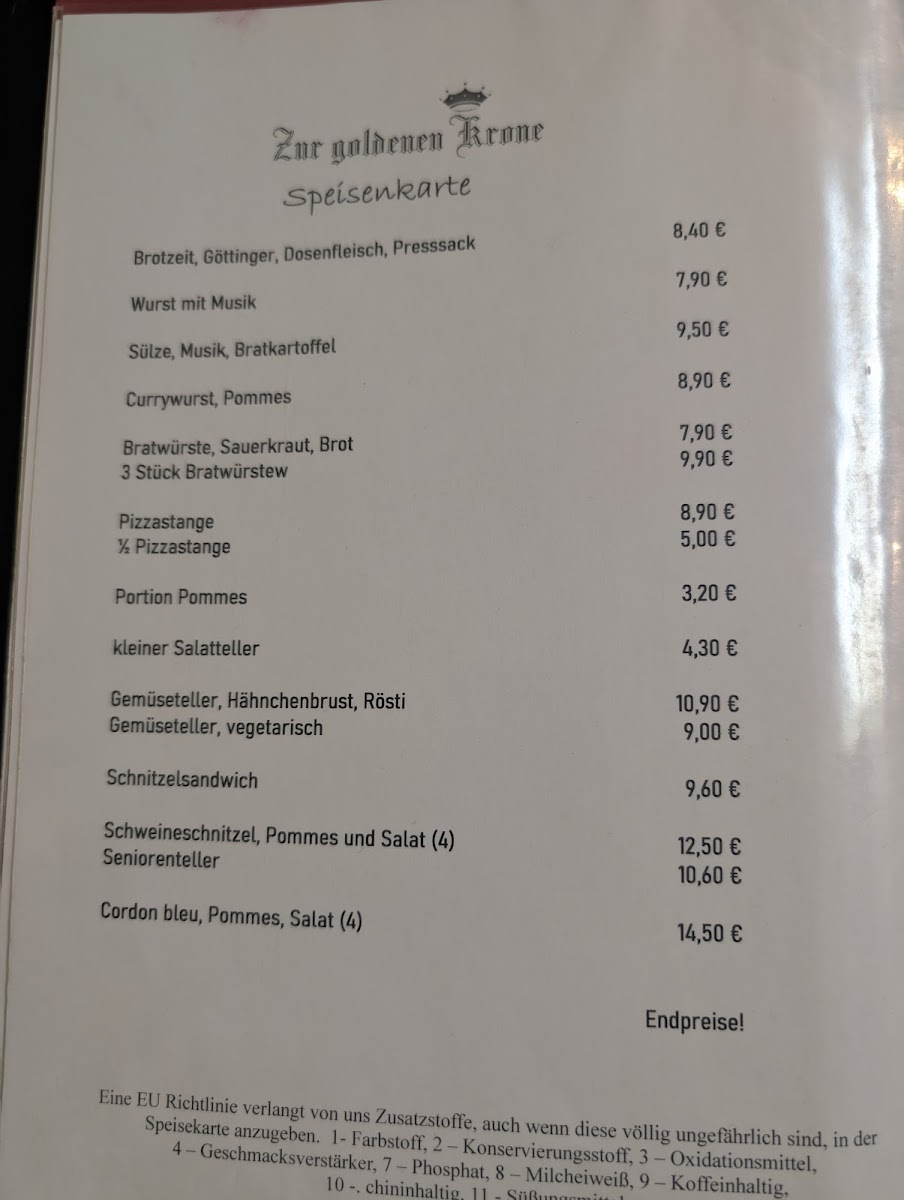 Zur goldenen Krone
Speisenkarte
Brotzeit, Göttinger, Dosenfleisch, Presssack 8,40 €
Wurst mit Musik 7,90 €
Sülze, Musik, Bratkartoffel 9,50 €
Currywurst, Pommes 8,90 €
Bratwürste, Sauerkraut, Brot 7,90 €
3 Stück Bratwürstew 9,90 €
Pizzastange 8,90 €
½ Pizzastange 5,00 €
Portion Pommes 3,20 €
kleiner Salatteller 4,30 €
Gemüseteller, Hähnchenbrust, Rösti 10,90 €
Gemüseteller, vegetarisch 9,00 €
Schnitzelsandwich 9,60 €
Schweineschnitzel, Pommes und Salat (4) 12,50 €
Seniorenteller 10,60 €
Cordon bleu, Pommes, Salat (4) 14,50 €
Endpreise!
Eine EU Richtlinie verlangt von uns Zusatzstoffe, auch wenn diese völlig ungefährlich sind, in der
Speisekarte anzugeben. 1- Farbstoff, 2 – Konservierungsstoff, 3 – Oxidationsmittel,
4 – Geschmacksverstärker, 7 – Phosphat, 8 – Milcheiweiß, 9 – Koffeinhaltig,
10 -. chininhaltig, 11 -